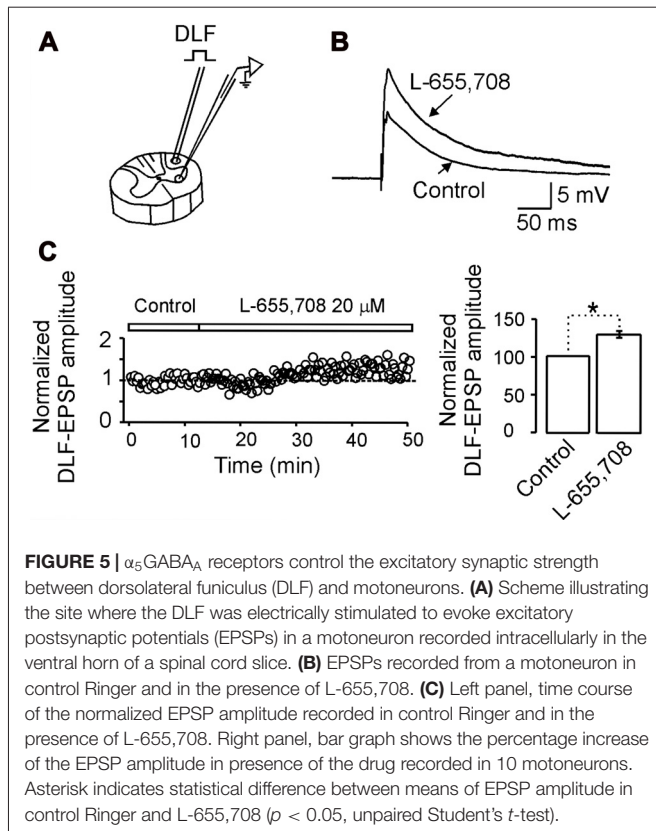 A
DLF
B
L-655,708
Control
5 mV
50 ms
C
Control
L-655,708 20 μM
Normalized
DLF-EPSP amplitude
2
1
0
0
10
20
30
40
50
Time (min)
Normalized
DLF-EPSP amplitude
150
100
50
0
*
Control
L-655,708
FIGURE 5 | α₅GABA_A receptors control the excitatory synaptic strength
between dorsolateral funiculus (DLF) and motoneurons. (A) Scheme illustrating
the site where the DLF was electrically stimulated to evoke excitatory
postsynaptic potentials (EPSPs) in a motoneuron recorded intracellularly in the
ventral horn of a spinal cord slice. (B) EPSPs recorded from a motoneuron in
control Ringer and in the presence of L-655,708. (C) Left panel, time course
of the normalized EPSP amplitude recorded in control Ringer and in the
presence of L-655,708. Right panel, bar graph shows the percentage increase
of the EPSP amplitude in presence of the drug recorded in 10 motoneurons.
Asterisk indicates statistical difference between means of EPSP amplitude in
control Ringer and L-655,708 (p < 0.05, unpaired Student's t-test).